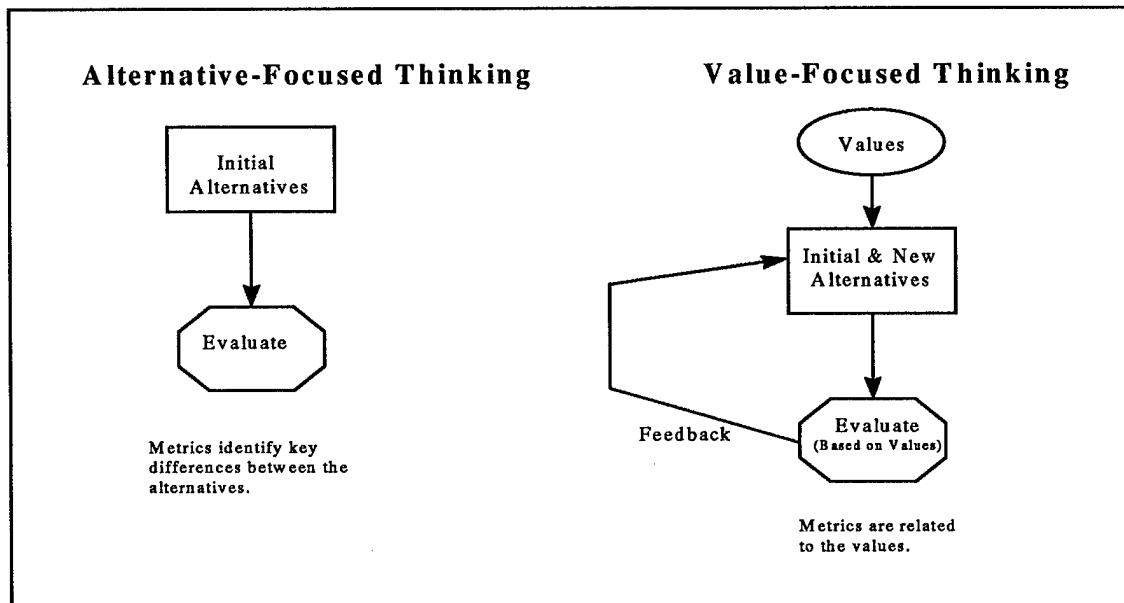 Alternative-Focused Thinking
Initial
Alternatives
Evaluate
Metrics identify key
differences between the
alternatives.
Value-Focused Thinking
Values
Initial & New
Alternatives
Feedback
Evaluate
(Based on Values)
Metrics are related
to the values.